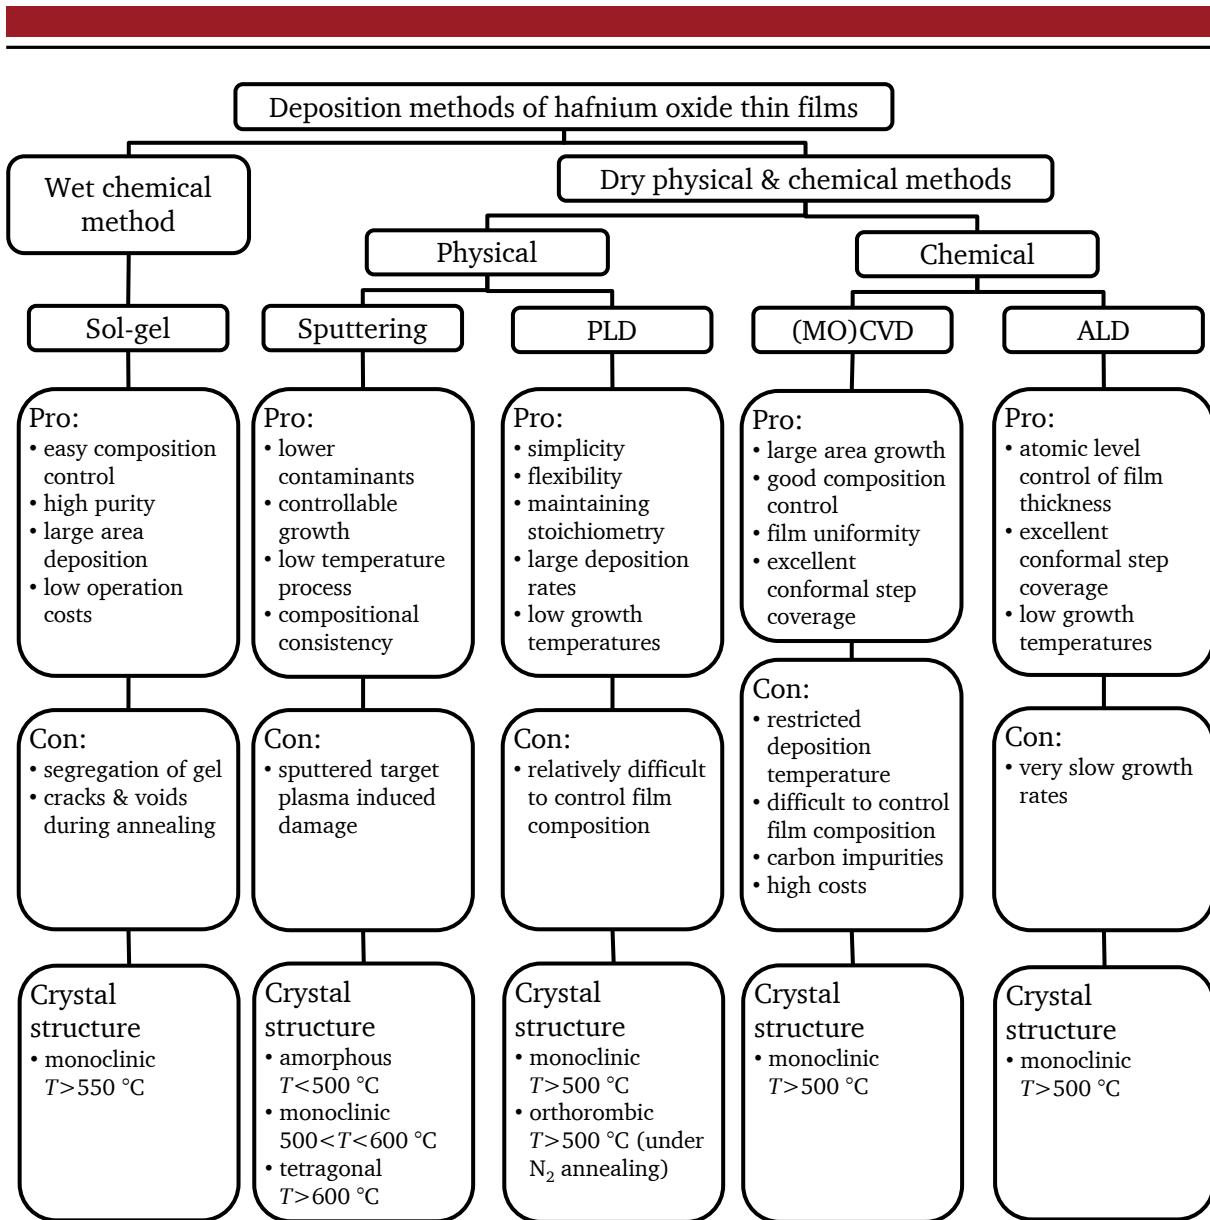 Deposition methods of hafnium oxide thin films
Wet chemical
method
Dry physical & chemical methods
Physical
Chemical
Sol-gel
Sputtering
PLD
(MO)CVD
ALD
Pro:
• easy composition
control
• high purity
• large area
deposition
• low operation
costs
Pro:
• lower
contaminants
• controllable
growth
• low temperature
process
• compositional
consistency
Pro:
• simplicity
• flexibility
• maintaining
stoichiometry
• large deposition
rates
• low growth
temperatures
Pro:
• large area growth
• good composition
control
• film uniformity
• excellent
conformal step
coverage
Pro:
• atomic level
control of film
thickness
• excellent
conformal step
coverage
• low growth
temperatures
Con:
• segregation of gel
• cracks & voids
during annealing
Con:
• sputtered target
plasma induced
damage
Con:
• relatively difficult
to control film
composition
Con:
• restricted
deposition
temperature
• difficult to control
film composition
• carbon impurities
• high costs
Con:
• very slow growth
rates
Crystal
structure
• monoclinic
T>550 °C
Crystal
structure
• amorphous
T<500 °C
• monoclinic
500<T<600 °C
• tetragonal
T>600 °C
Crystal
structure
• monoclinic
T>500 °C
• orthorombic
T>500 °C (under
N₂ annealing)
Crystal
structure
• monoclinic
T>500 °C
Crystal
structure
• monoclinic
T>500 °C